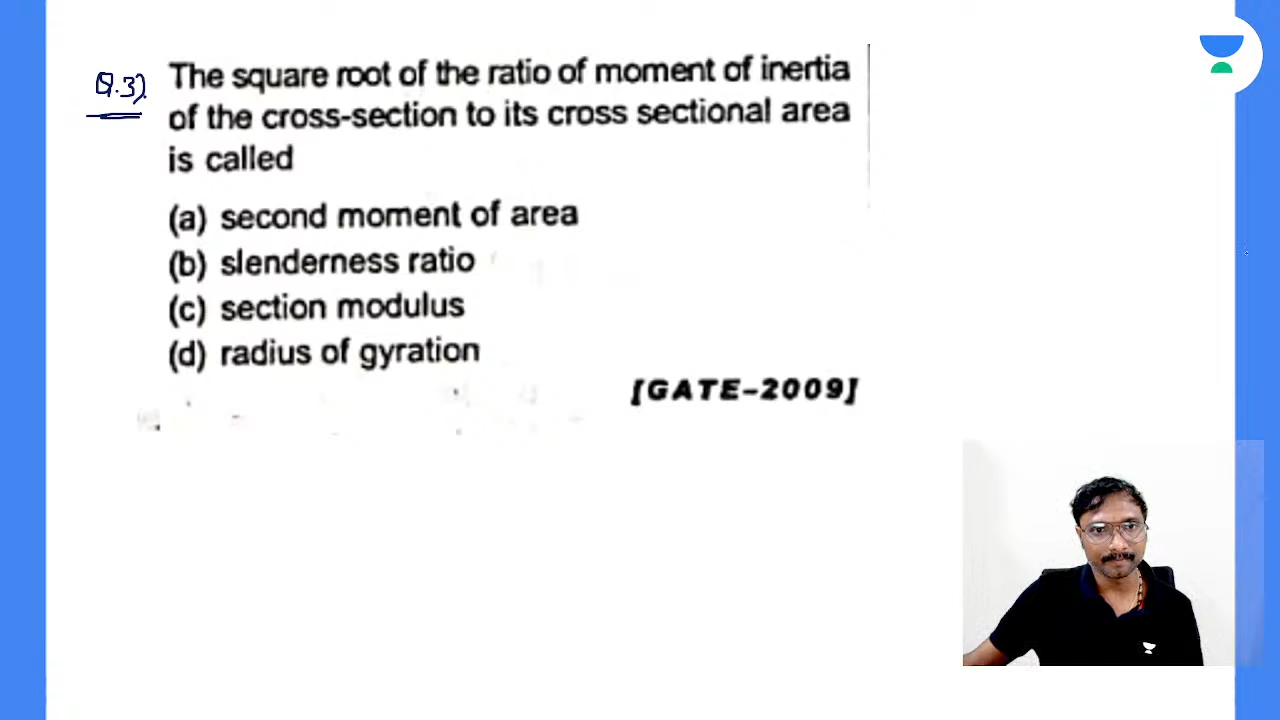 Q.3). The square root of the ratio of moment of inertia
of the cross-section to its cross sectional area
is called
(a) second moment of area
(b) slenderness ratio
(c) section modulus
(d) radius of gyration
[GATE-2009]